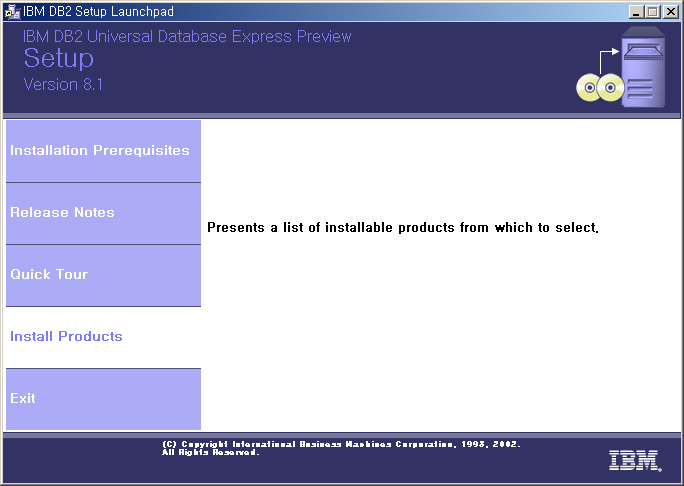 IBM DB2 Setup Launchpad
IBM DB2 Universal Database Express Preview
Setup
Version 8.1
Installation Prerequisites
Release Notes
Presents a list of installable products from which to select.
Quick Tour
Install Products
Exit
(C) Copyright International Business Machines Corporation, 1993, 2002.
All Rights Reserved.
IBM.